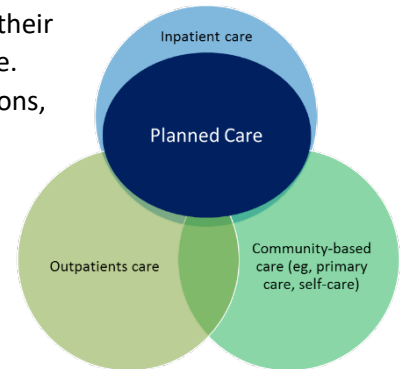 their
e.
ons,
Inpatient care
Planned Care
Outpatients care
Community-based
care (eg, primary
care, self-care)